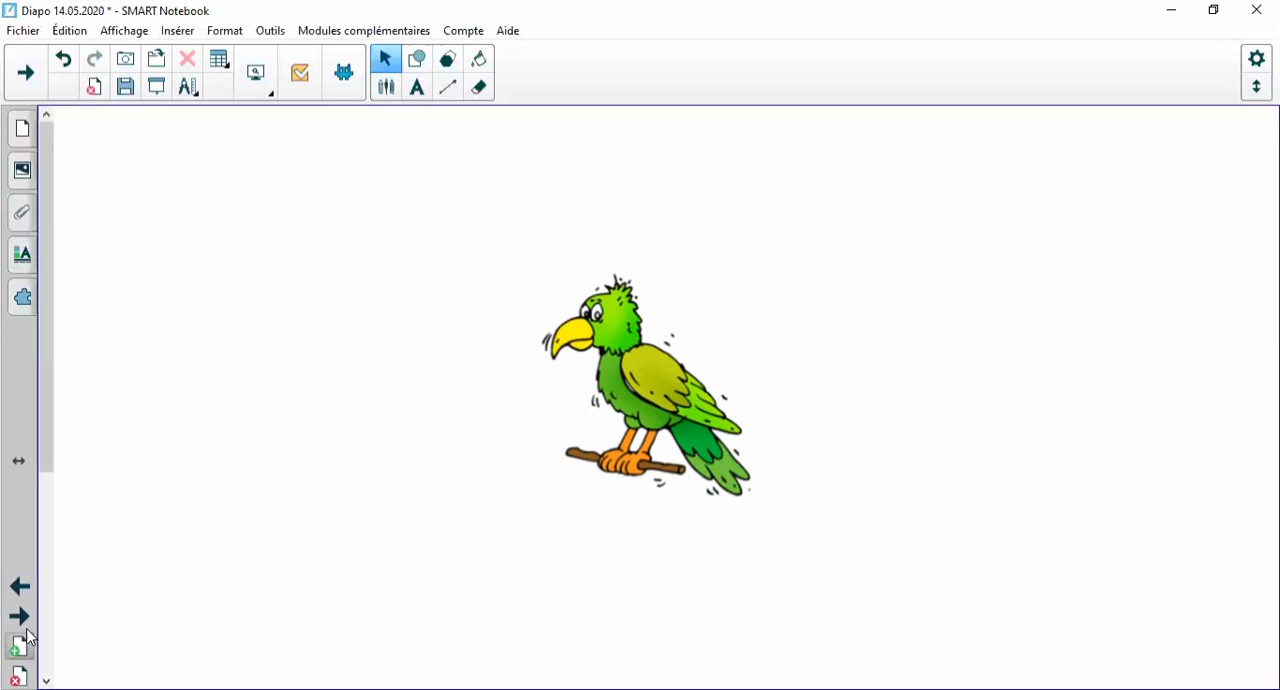 Diapo 14.05.2020 * - SMART Notebook
Fichier Édition Affichage Insérer Format Outils Modules complémentaires Compte Aide